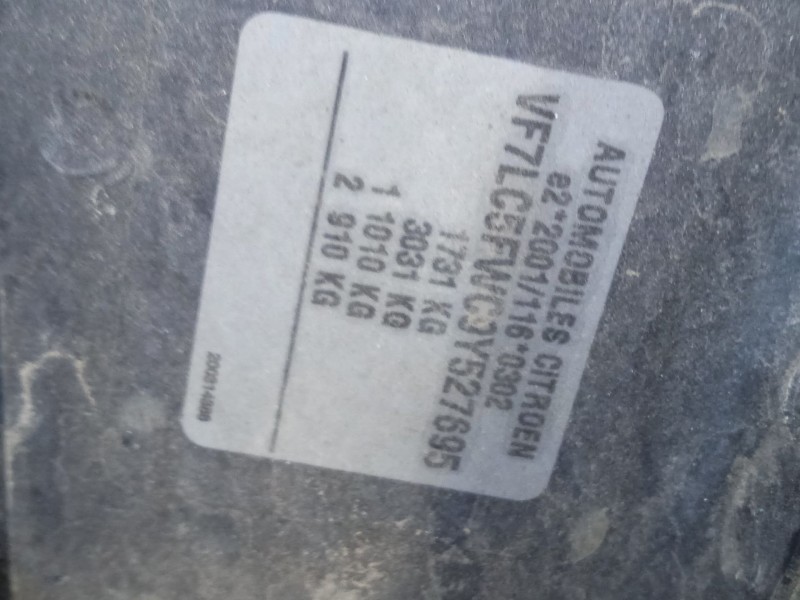 AUTOMOBILES CITROEN
e2*2001/116*0302
VF7LC5FWC9Y527695
1731 KG
3031 KG
1 1010 KG
2 910 KG